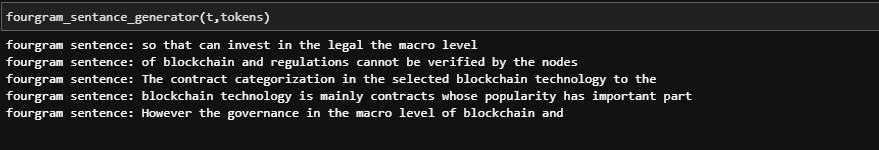 fourgram_sentance_generator(t,tokens)
fourgram sentence: so that can invest in the legal the macro level
fourgram sentence: of blockchain and regulations cannot be verified by the nodes
fourgram sentence: The contract categorization in the selected blockchain technology to the
fourgram sentence: blockchain technology is mainly contracts whose popularity has important part
fourgram sentence: However the governance in the macro level of blockchain and